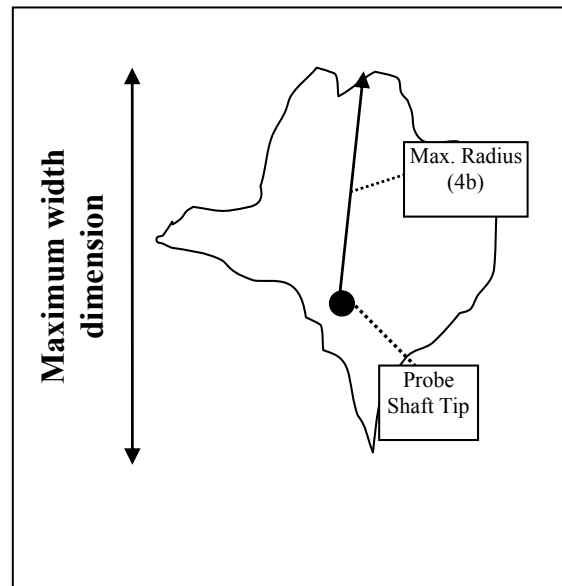 Maximum width
dimension
Max. Radius
(4b)
Probe
Shaft Tip